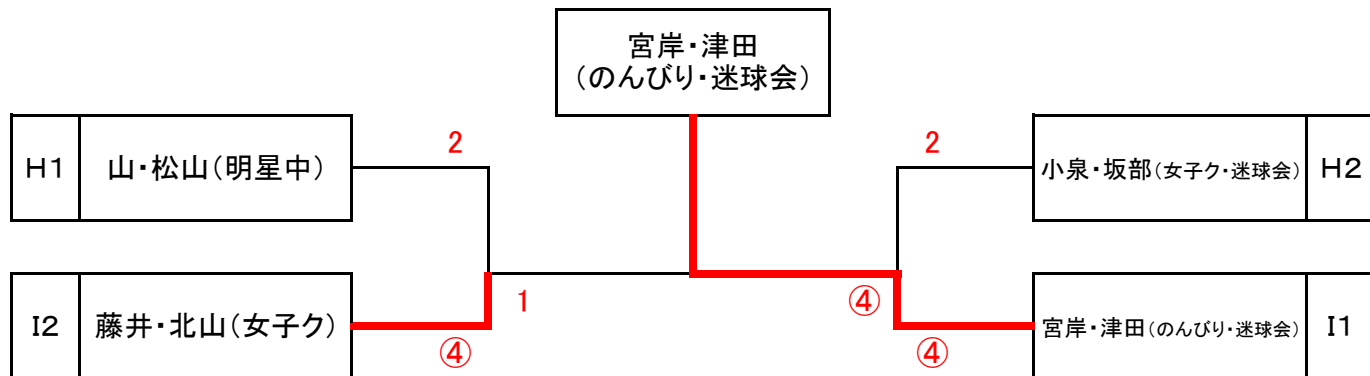 宮岸・津田
（のんびり・迷球会）
H1 山・松山（明星中） 2
2 小泉・坂部（女子ク・迷球会） H2
I2 藤井・北山（女子ク） ④ 1
④ ④ 宮岸・津田（のんびり・迷球会） I1